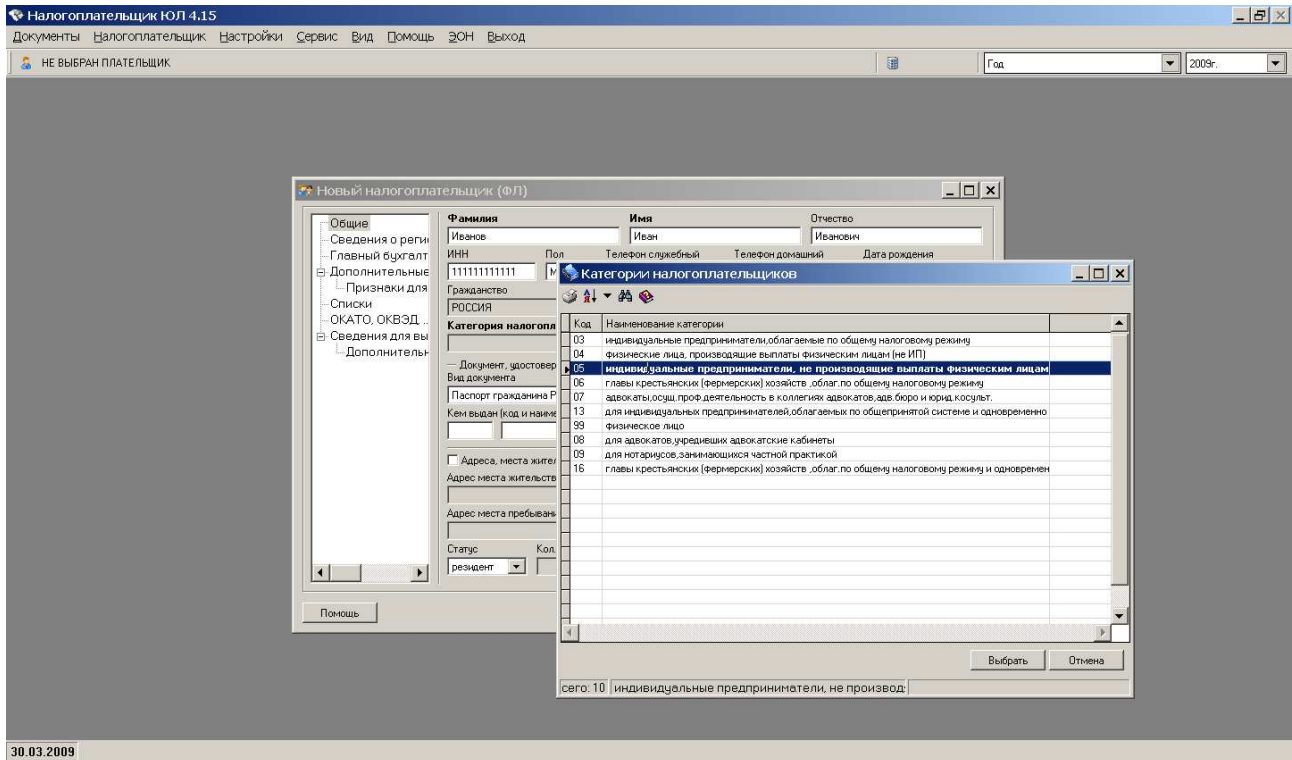 Налогоплательщик ЮЛ 4.15
Документы Налогоплательщик Настройки Сервис Вид Помощь ЭОН Выход
НЕ ВЫБРАН ПЛАТЕЛЬЩИК Год 2009г.
Новый налогоплательщик (ФЛ)
Общие
Сведения о реги
Главный бухгалт
Дополнительные
Признаки для
Списки
ОКАТО, ОКВЭД ..
Сведения для вы
Дополнительн
Фамилия Имя Отчество
Иванов Иван Иванович
ИНН Пол Телефон служебный Телефон домашний Дата рождения
111111111111 М
Гражданство
РОССИЯ
Категория налогопл
Документ, удостовер
Вид документа
Паспорт гражданина Р
Кем выдан (код и наиме
Адреса, места жител
Адрес места жительств
Адрес места пребыван
Статус Кол.
резидент
Помощь
Категории налогоплательщиков
Код Наименование категории
03 индивидуальные предприниматели,облагаемые по общему налоговому режиму
04 физические лица, производящие выплаты физическим лицам (не ИП)
05 индивидуальные предприниматели, не производящие выплаты физическим лицам
06 главы крестьянских (фермерских) хозяйств ,облаг.по общему налоговому режиму
07 адвокаты,осущ.проф.деятельность в коллегиях адвокатов,адв.бюро и юрид.косульт.
13 для индивидуальных предпринимателей,облагаемых по общепринятой системе и одновременно
99 физическое лицо
08 для адвокатов,учредивших адвокатские кабинеты
09 для нотариусов,занимающихся частной практикой
16 главы крестьянских (фермерских) хозяйств ,облаг.по общему налоговому режиму и одновремен
Выбрать Отмена
сего: 10 индивидуальные предприниматели, не производ
30.03.2009